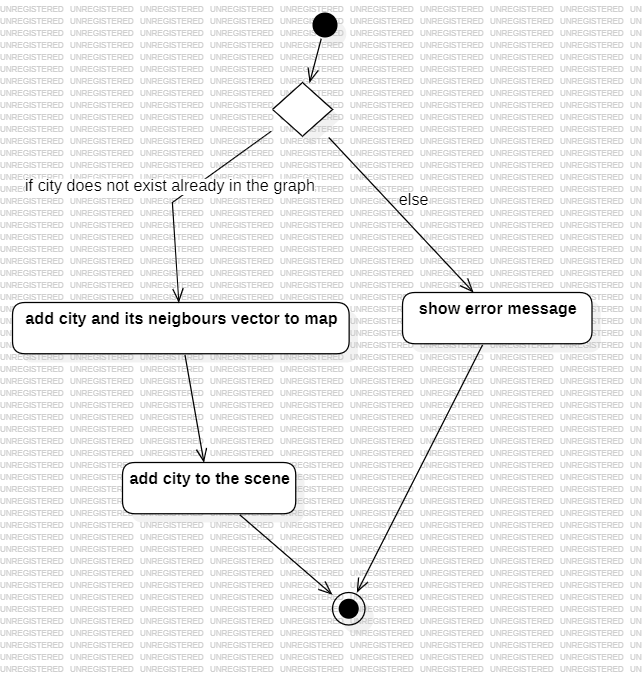 if city does not exist already in the graph
else
add city and its neigbours vector to map
show error message
add city to the scene
UNREGISTERED